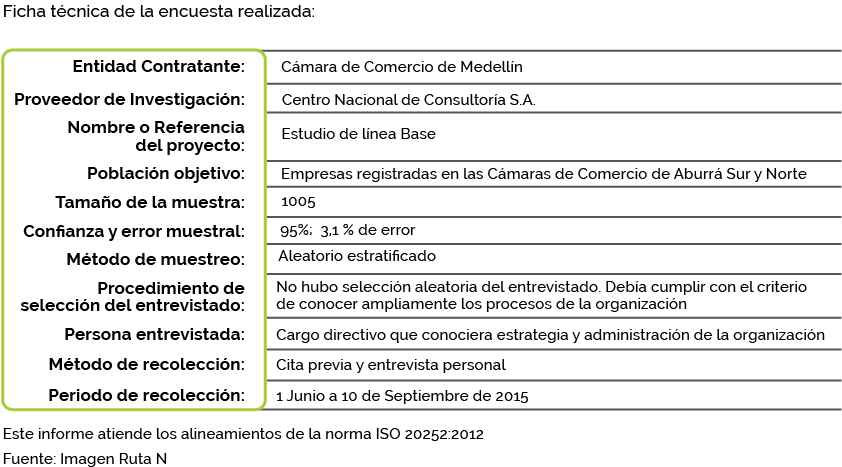 Ficha técnica de la encuesta realizada:
Entidad Contratante: Cámara de Comercio de Medellín
Proveedor de Investigación: Centro Nacional de Consultoría S.A.
Nombre o Referencia
del proyecto: Estudio de línea Base
Población objetivo: Empresas registradas en las Cámaras de Comercio de Aburrá Sur y Norte
Tamaño de la muestra: 1005
Confianza y error muestral: 95%; 3,1 % de error
Método de muestreo: Aleatorio estratificado
Procedimiento de
selección del entrevistado: No hubo selección aleatoria del entrevistado. Debía cumplir con el criterio
de conocer ampliamente los procesos de la organización
Persona entrevistada: Cargo directivo que conociera estrategia y administración de la organización
Método de recolección: Cita previa y entrevista personal
Periodo de recolección: 1 Junio a 10 de Septiembre de 2015
Este informe atiende los alineamientos de la norma ISO 20252:2012
Fuente: Imagen Ruta N